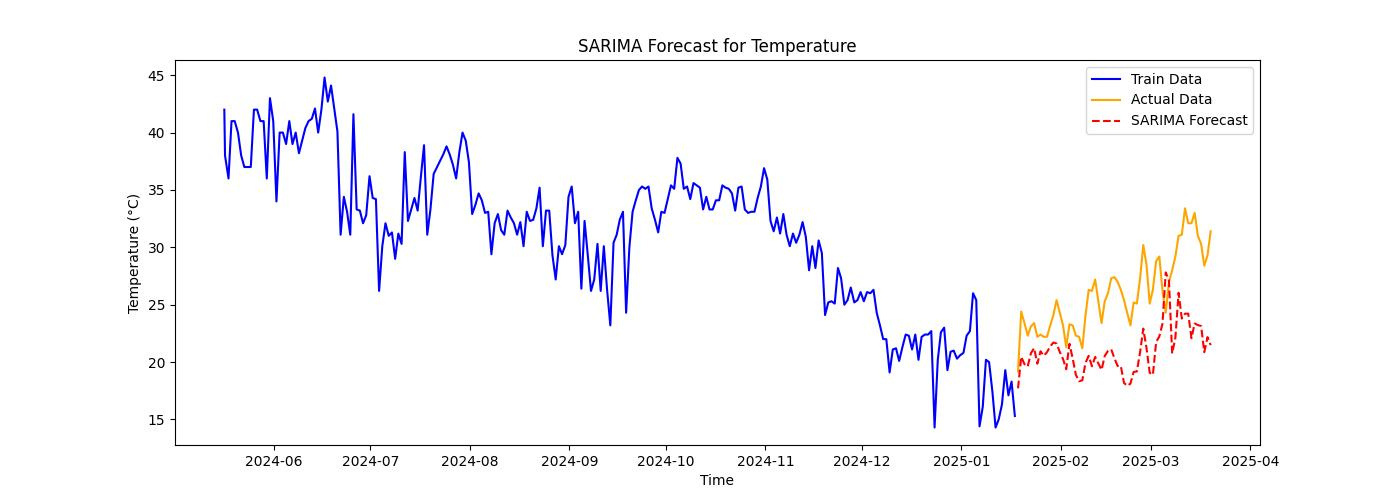 SARIMA Forecast for Temperature
Train Data
Actual Data
SARIMA Forecast
Temperature (°C)
45
40
35
30
25
20
15
2024-06 2024-07 2024-08 2024-09 2024-10 2024-11 2024-12 2025-01 2025-02 2025-03 2025-04
Time